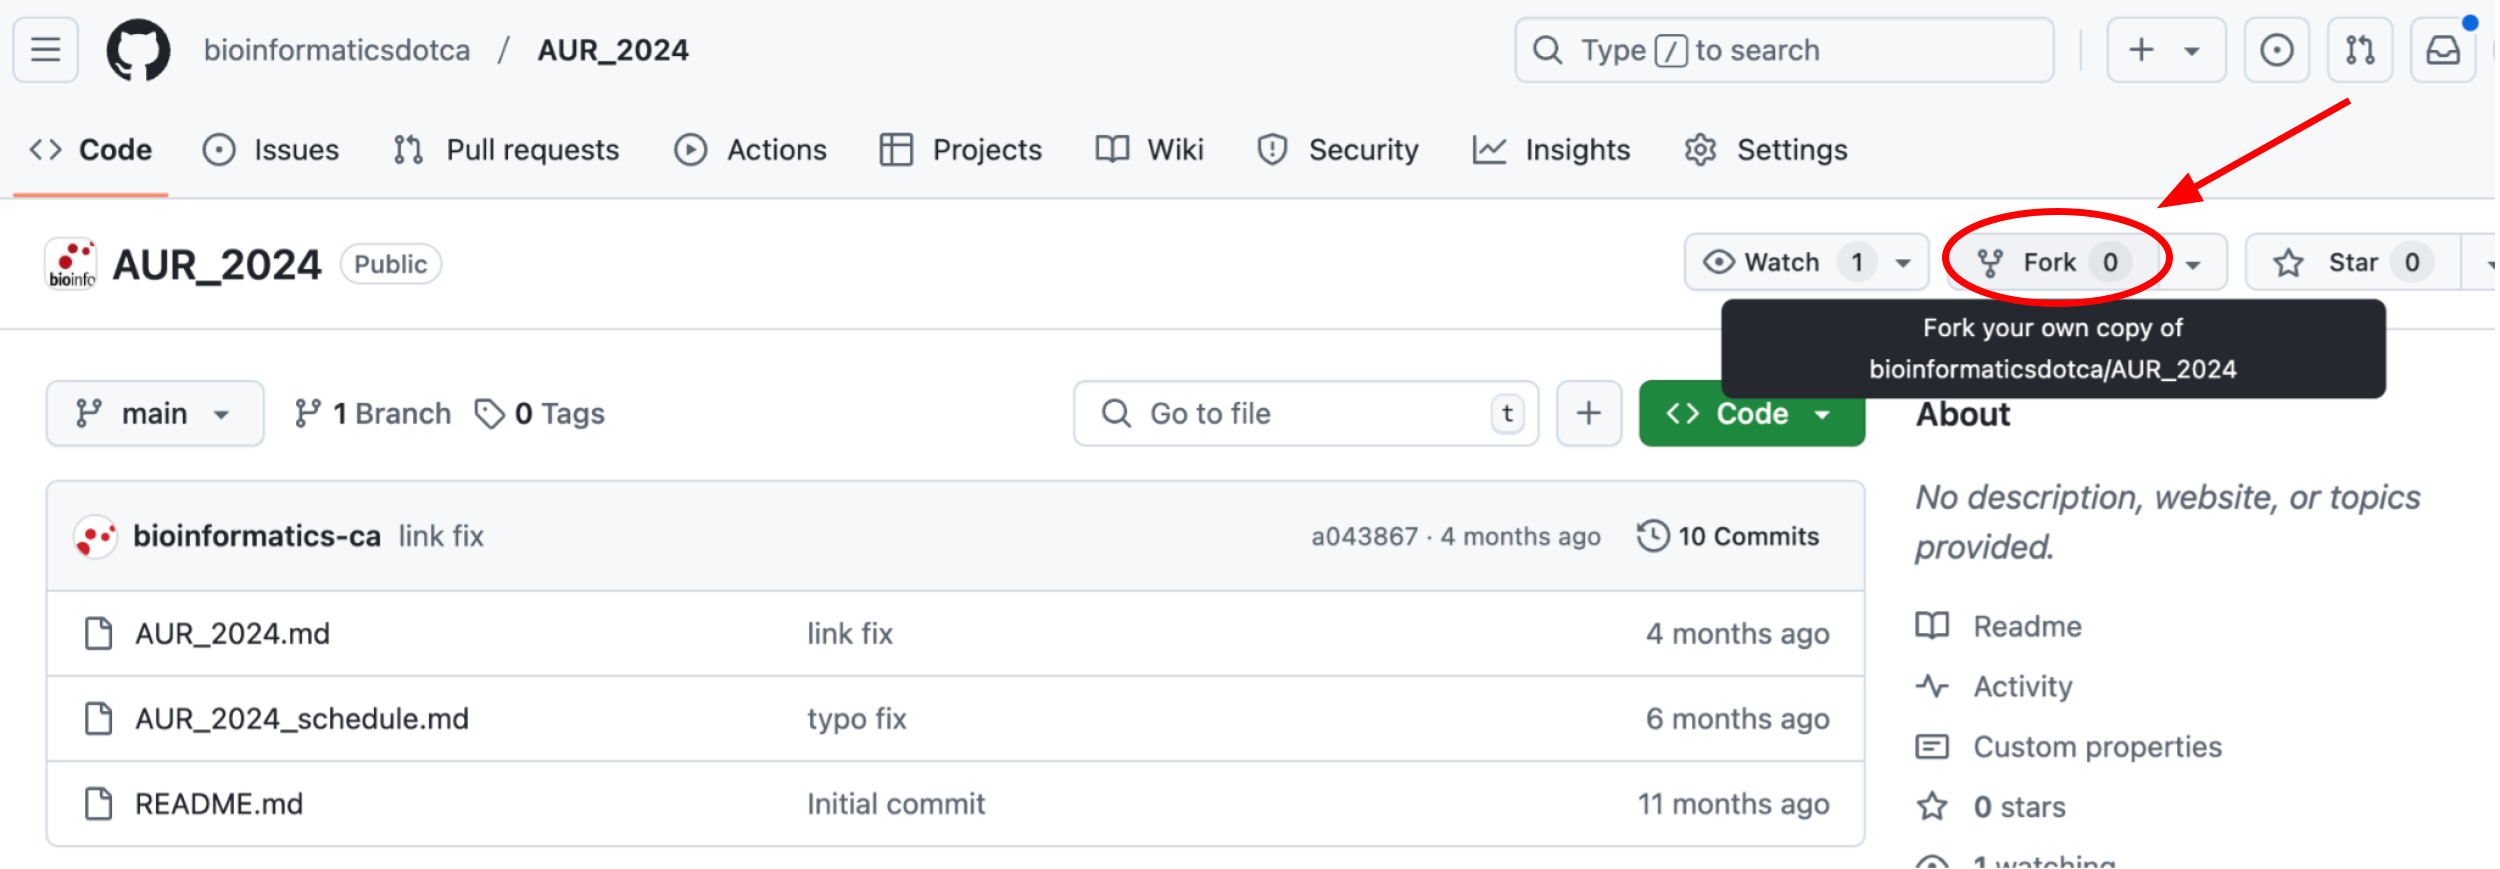 bioinformaticsdotca / AUR_2024 Type / to search
Code Issues Pull requests Actions Projects Wiki Security Insights Settings
bioinfo AUR_2024 Public Watch 1 Fork 0 Star 0
Fork your own copy of
bioinformaticsdotca/AUR_2024
main 1 Branch 0 Tags Go to file t Code
About
No description, website, or topics
provided.
bioinformatics-ca link fix a043867 · 4 months ago 10 Commits
AUR_2024.md link fix 4 months ago
AUR_2024_schedule.md typo fix 6 months ago
README.md Initial commit 11 months ago
Readme
Activity
Custom properties
0 stars
1 watching